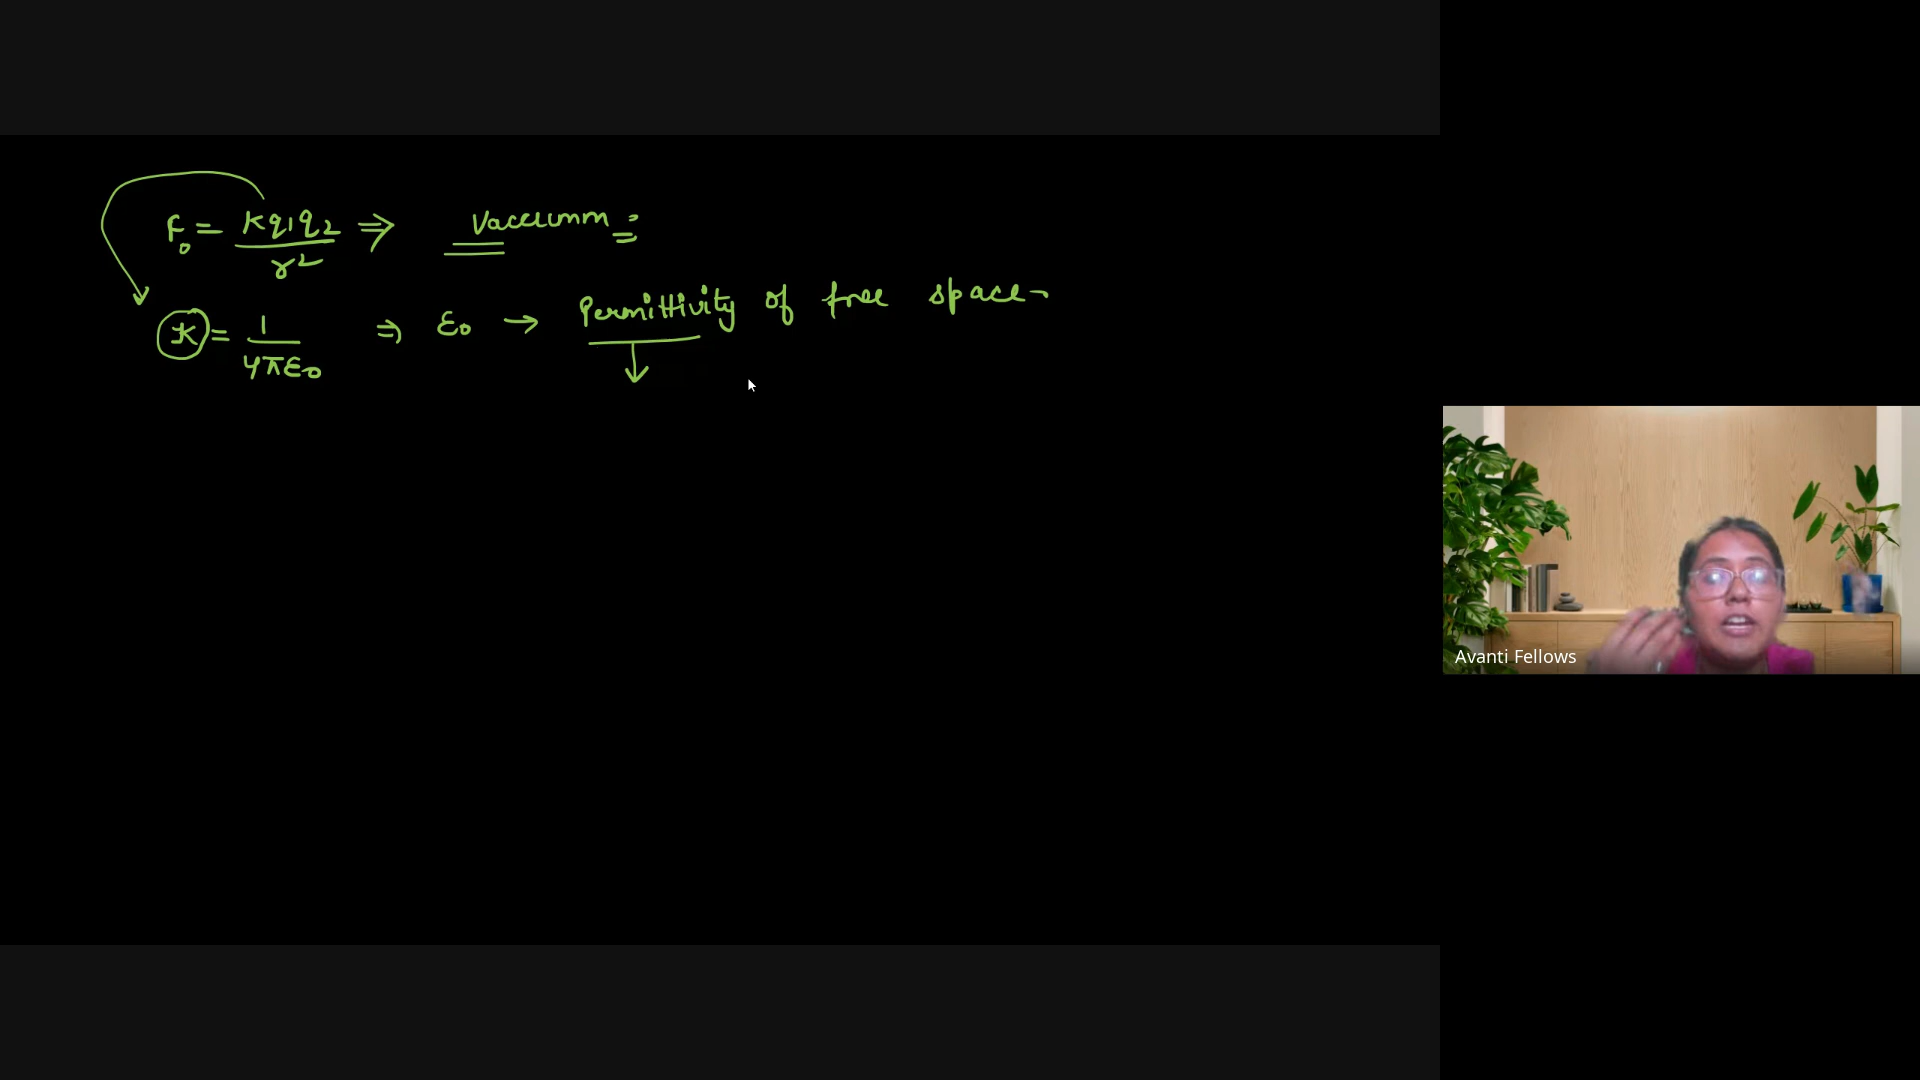 F₀ = Kq₁q₂/r² ⇒ Vaccumm =
K = 1/4πε₀ ⇒ ε₀ → Permittivity of free space
Avanti Fellows